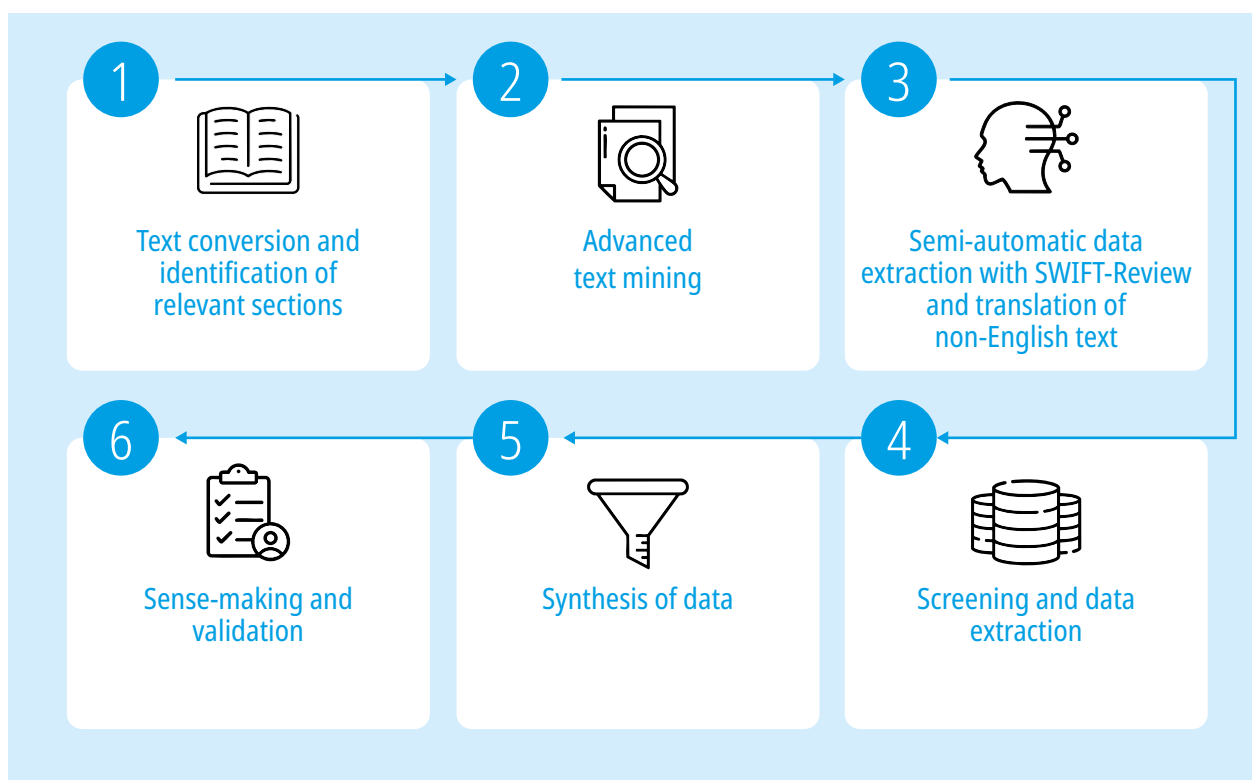 1
Text conversion and
identification of
relevant sections
2
Advanced
text mining
3
Semi-automatic data
extraction with SWIFT-Review
and translation of
non-English text
4
Screening and data
extraction
5
Synthesis of data
6
Sense-making and
validation